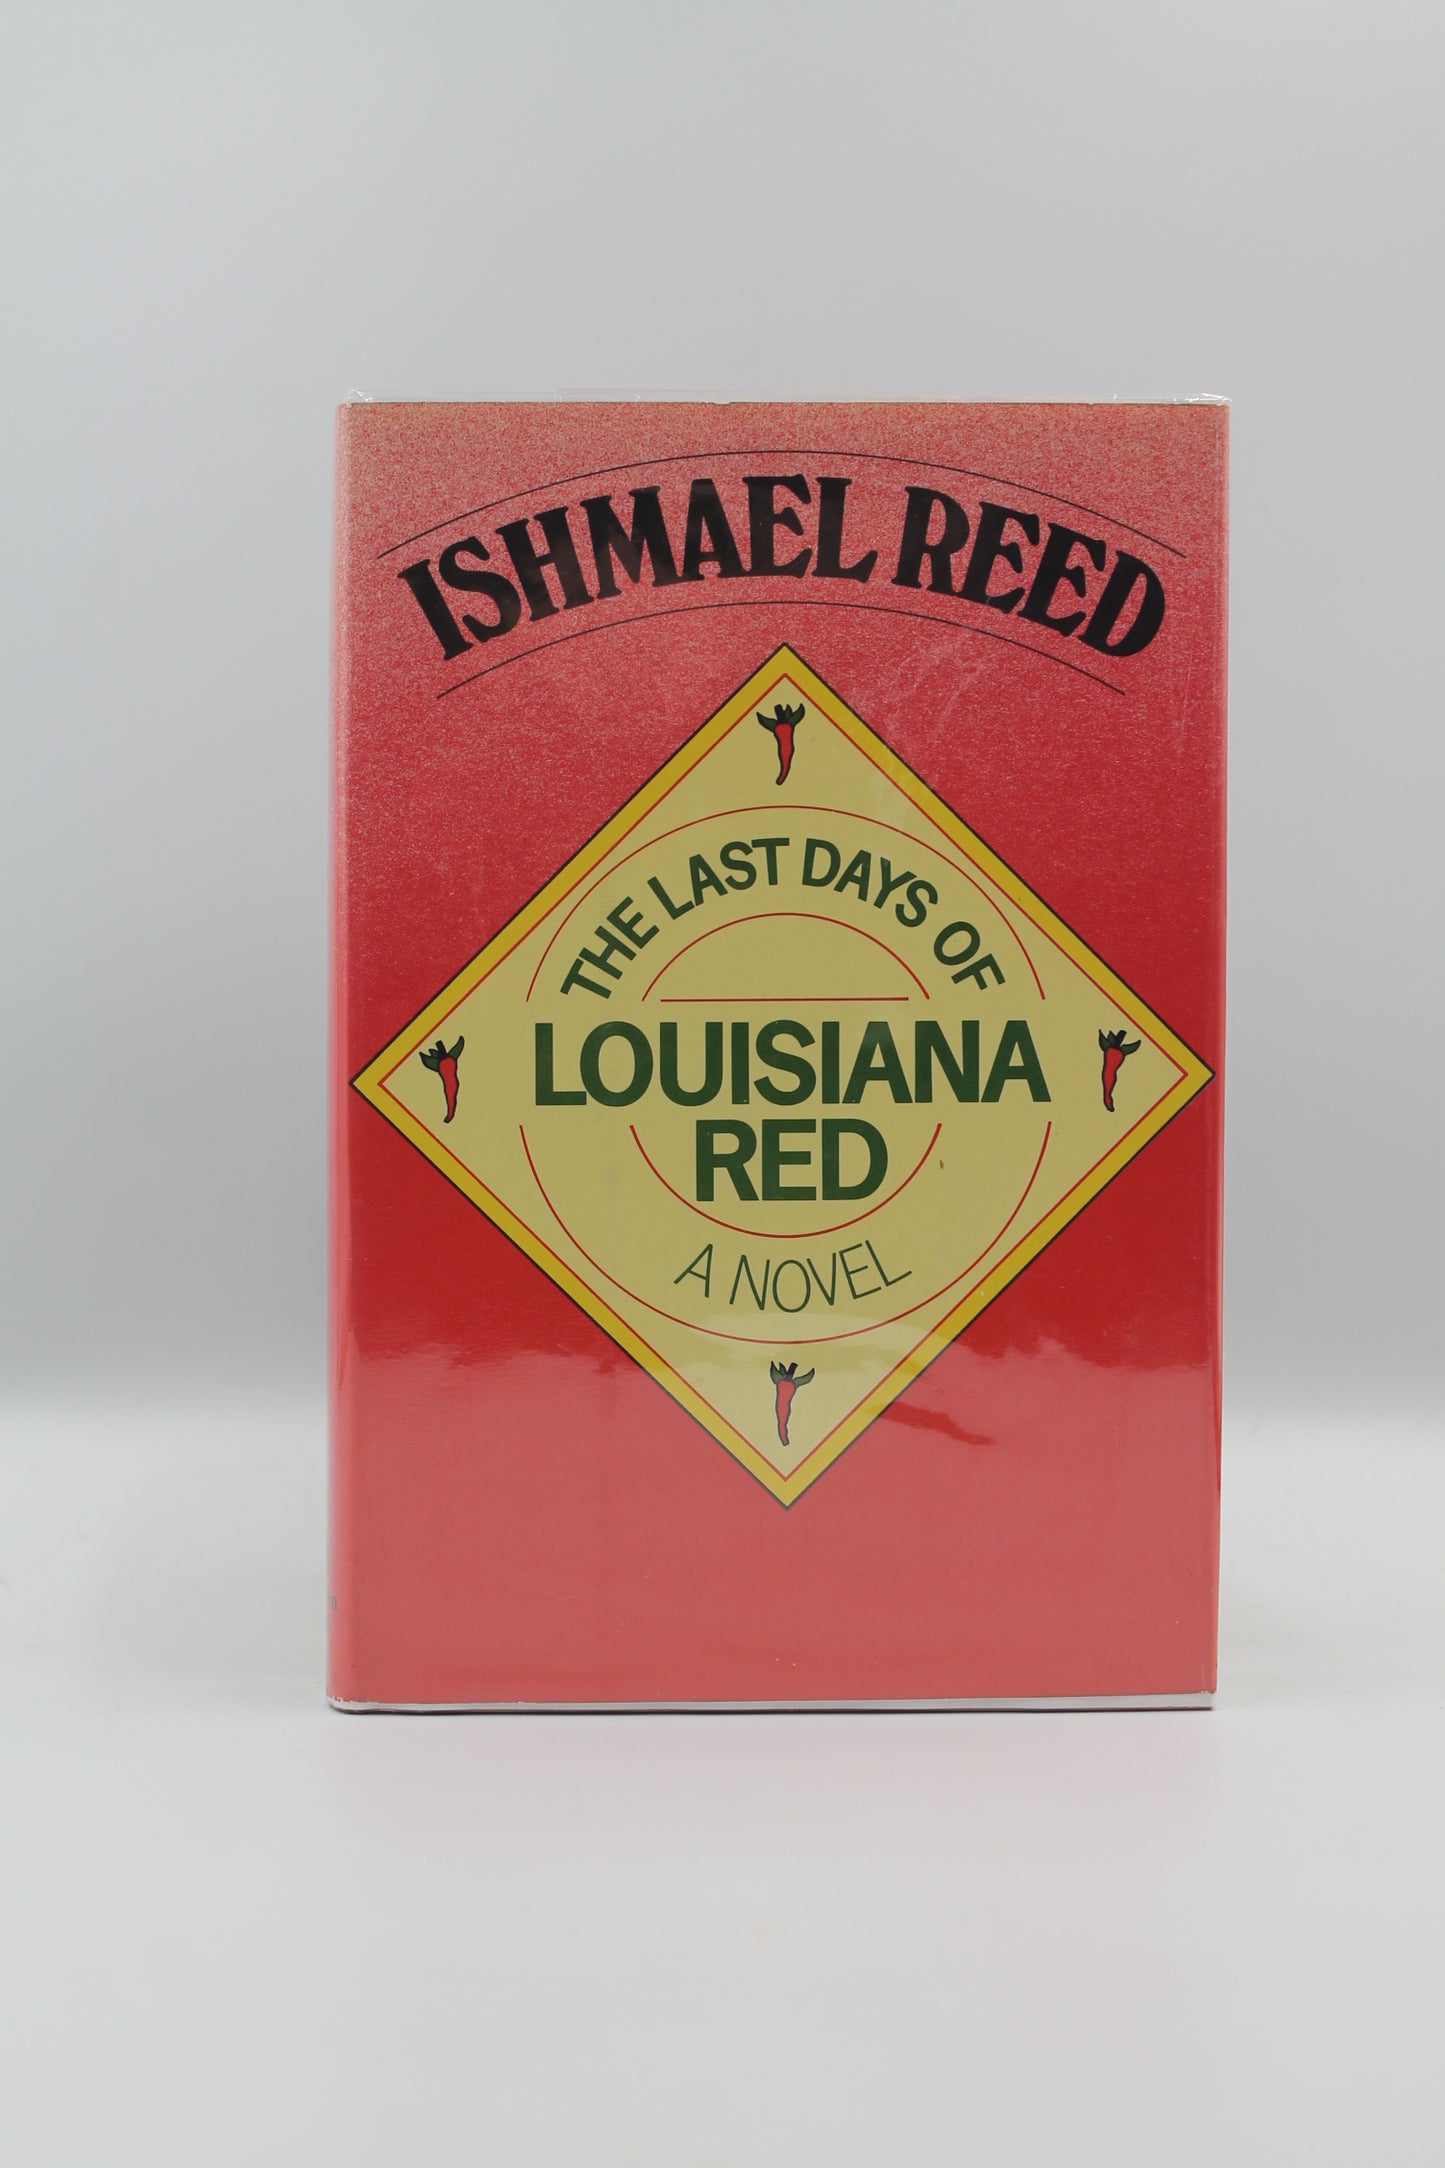 ISHMAEL REED
THE LAST DAYS OF
LOUISIANA
RED
A NOVEL